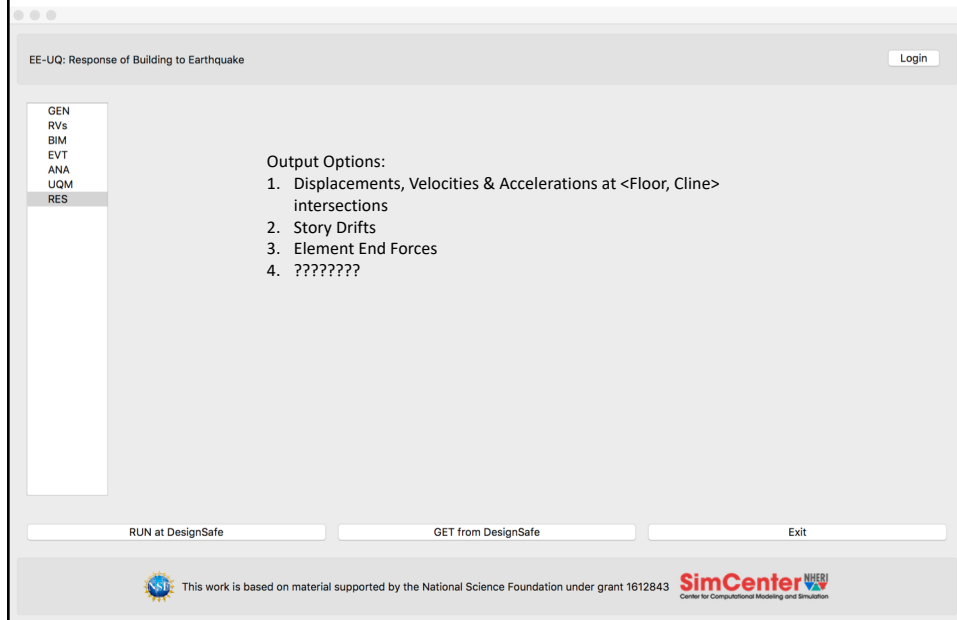 EE-UQ: Response of Building to Earthquake
Login
GEN
RVs
BIM
EVT
ANA
UQM
RES
Output Options:
1. Displacements, Velocities & Accelerations at <Floor, Cline>
intersections
2. Story Drifts
3. Element End Forces
4. ????????
RUN at DesignSafe
GET from DesignSafe
Exit
NSF
This work is based on material supported by the National Science Foundation under grant 1612843
SimCenter NHERI
Center for Computational Modeling and Simulation